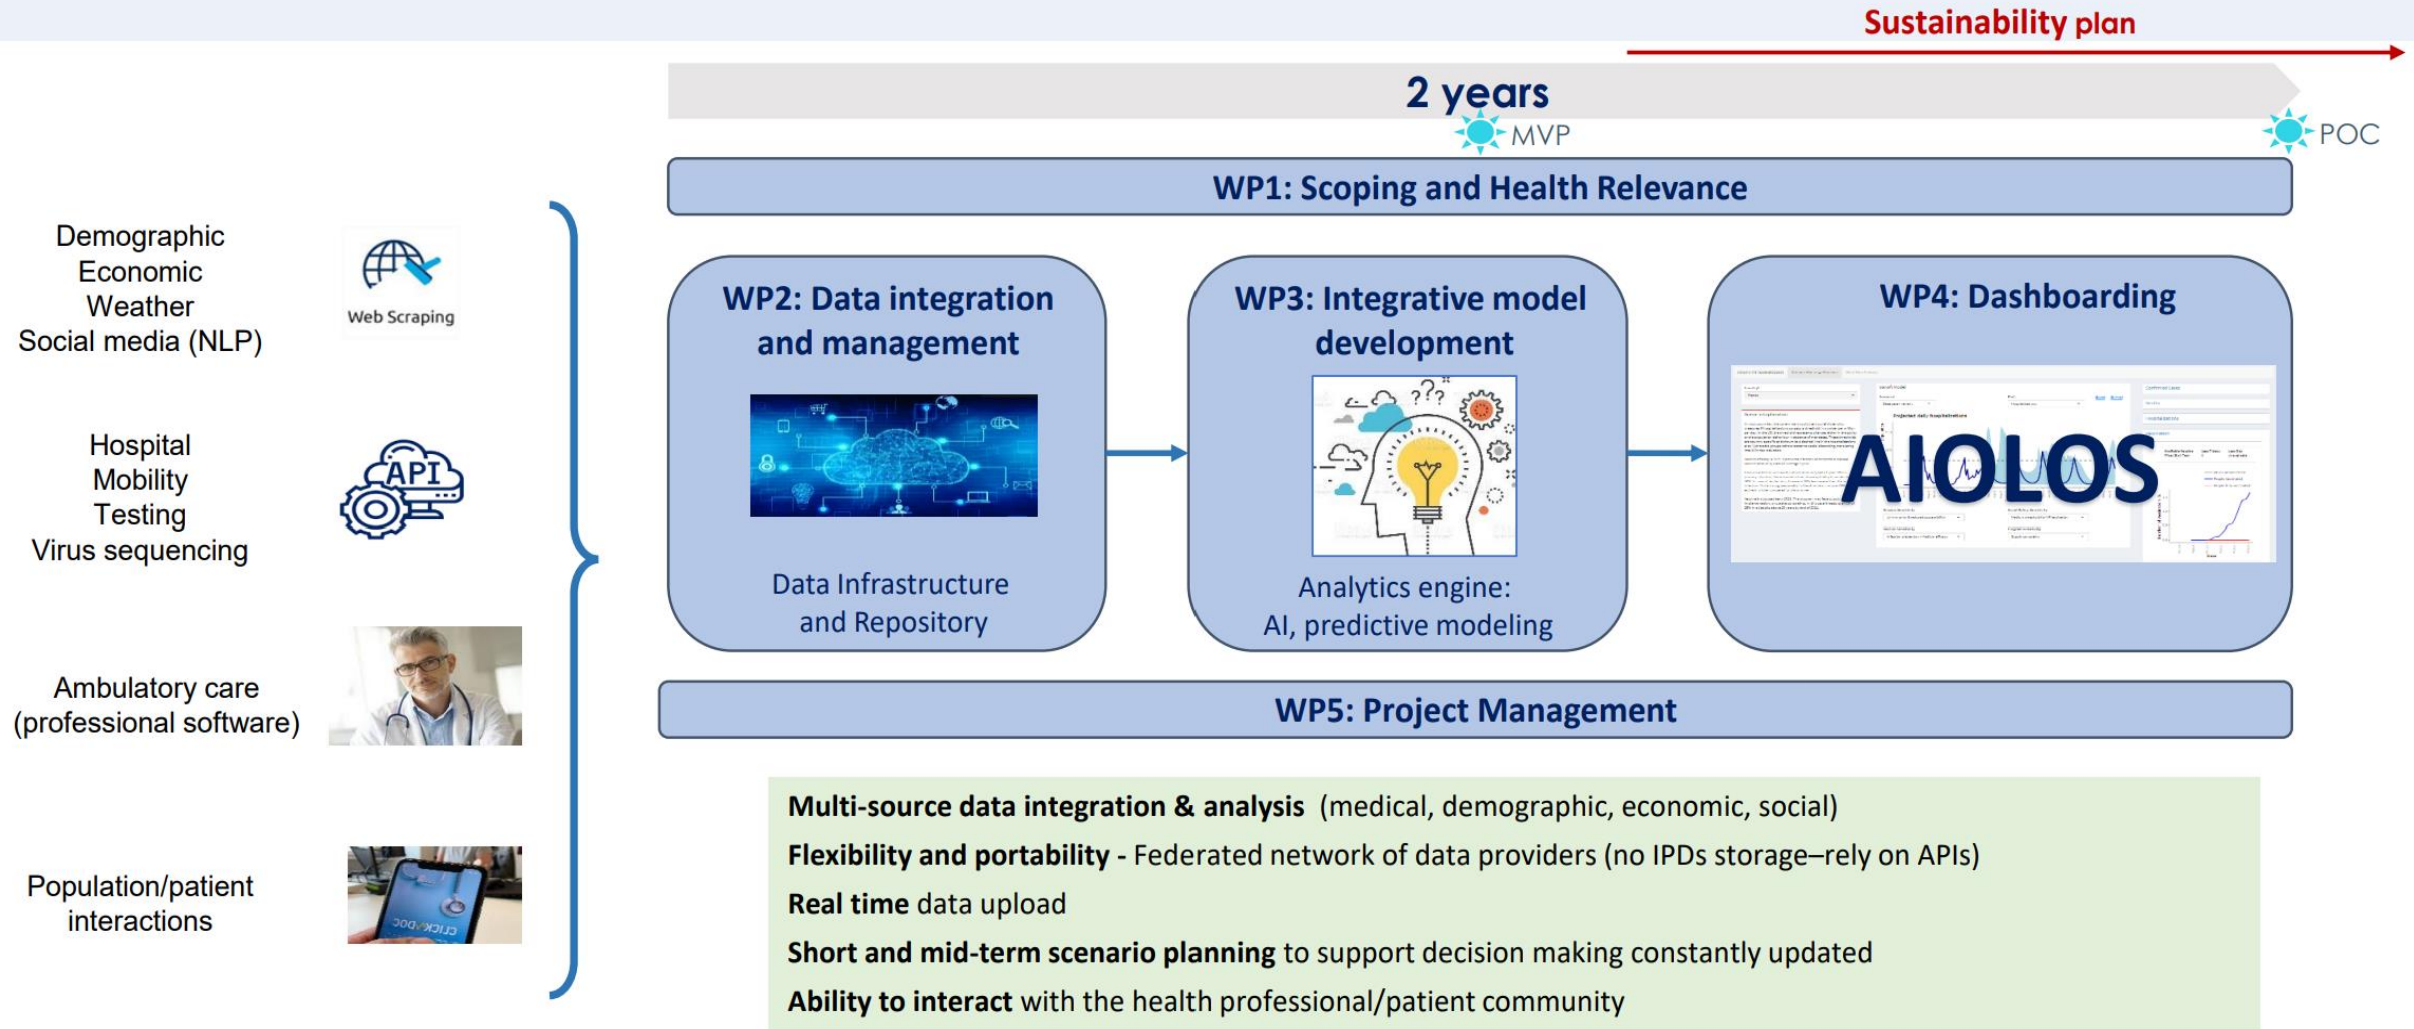 Sustainability plan
2 years
MVP
POC
WP1: Scoping and Health Relevance
Demographic
Economic
Weather
Social media (NLP)
Web Scraping
Hospital
Mobility
Testing
Virus sequencing
API
Ambulatory care
(professional software)
Population/patient
interactions
WP2: Data integration
and management
Data Infrastructure
and Repository
WP3: Integrative model
development
???
Analytics engine:
AI, predictive modeling
WP4: Dashboarding
Projected daily hospitalizations
AIOLOS
WP5: Project Management
Multi-source data integration & analysis (medical, demographic, economic, social)
Flexibility and portability - Federated network of data providers (no IPDs storage–rely on APIs)
Real time data upload
Short and mid-term scenario planning to support decision making constantly updated
Ability to interact with the health professional/patient community